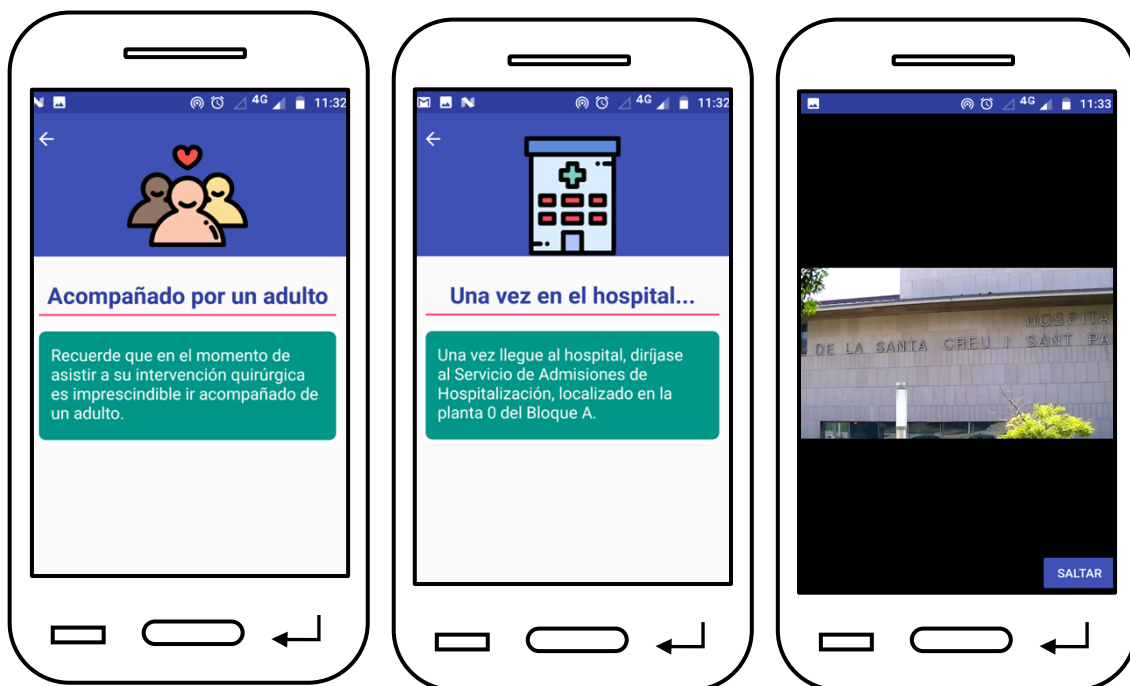 4G 11:32
Acompañado por un adulto
Recuerde que en el momento de
asistir a su intervención quirúrgica
es imprescindible ir acompañado de
un adulto.
4G 11:32
Una vez en el hospital...
Una vez llegue al hospital, diríjase
al Servicio de Admisiones de
Hospitalización, localizado en la
planta 0 del Bloque A.
4G 11:33
HOSPITA
DE LA SANTA CREU I SANT PA
SALTAR